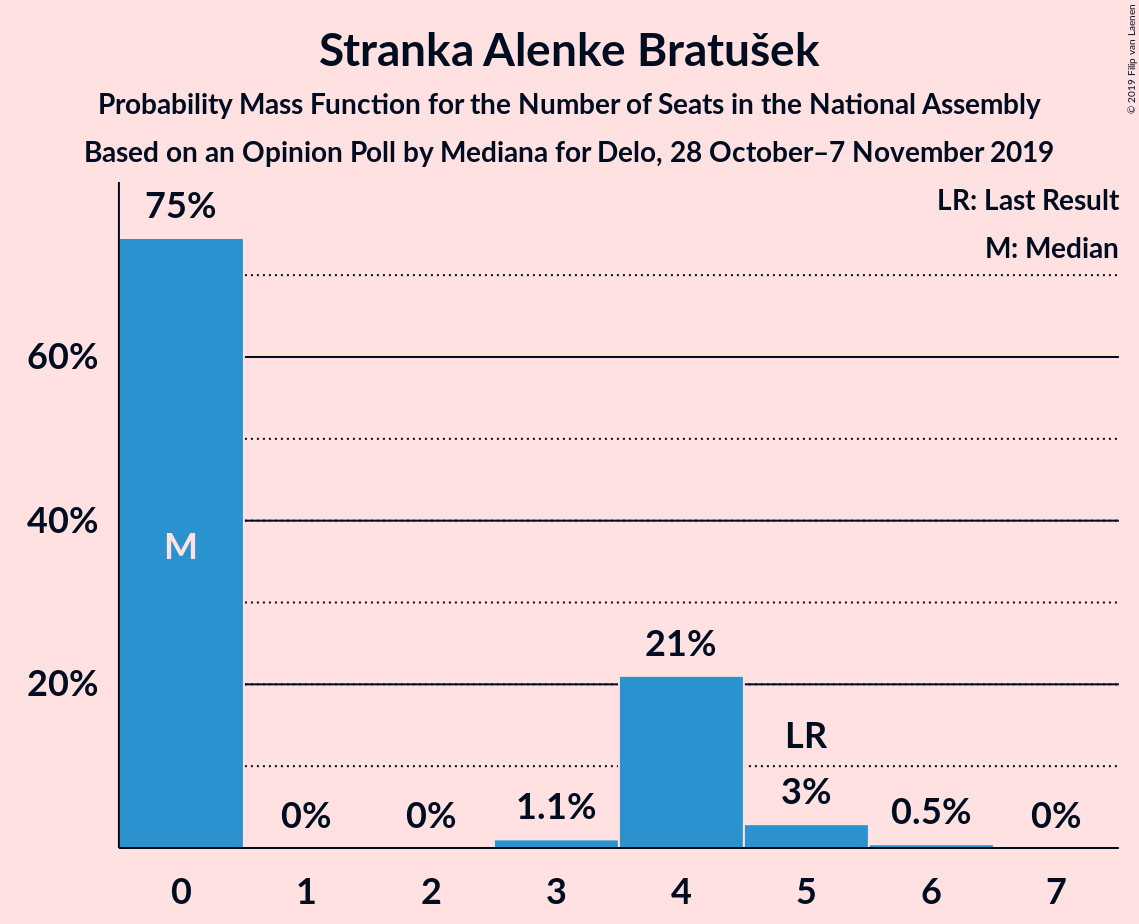 Stranka Alenke Bratušek
Probability Mass Function for the Number of Seats in the National Assembly
Based on an Opinion Poll by Mediana for Delo, 28 October–7 November 2019
© 2019 Filip van Laenen
LR: Last Result
M: Median
75%
60%
40%
M
21%
20%
LR
3%
1.1%
0.5%
0%
0%
0%
0 1 2 3 4 5 6 7